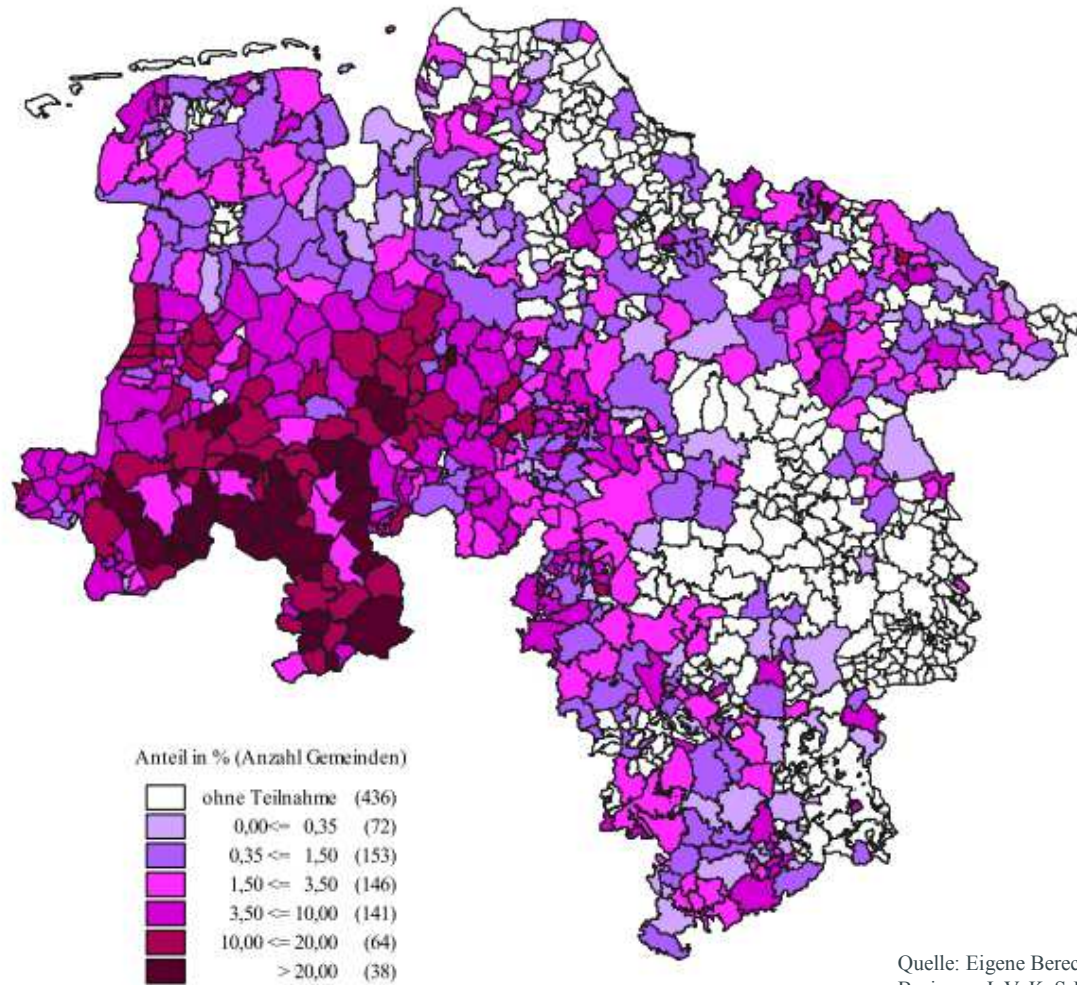 Anteil in % (Anzahl Gemeinden)
ohne Teilnahme (436)
0,00<= 0,35 (72)
0,35 <= 1,50 (153)
1,50 <= 3,50 (146)
3,50 <= 10,00 (141)
10,00 <= 20,00 (64)
> 20,00 (38)
Quelle: Eigene